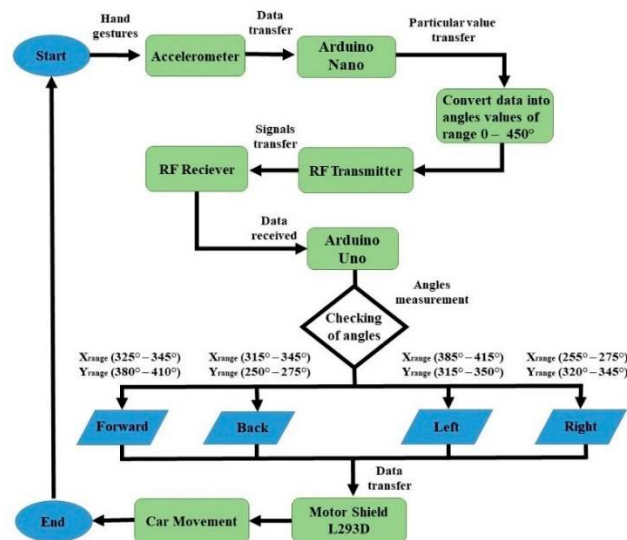 Hand
gestures
Data
transfer
Particular value
transfer
Start
Accelerometer
Arduino
Nano
Convert data into
angles values of
range 0 – 450°
Signals
transfer
RF Reciever
RF Transmitter
Data
received
Arduino
Uno
Angles
measurement
Checking
of angles
Xrange (325°–345°)
Yrange (380°–410°)
Xrange (315°–345°)
Yrange (250°–275°)
Xrange (385°–415°)
Yrange (315°–350°)
Xrange (255°–275°)
Yrange (320°–345°)
Forward
Back
Left
Right
Data
transfer
End
Car Movement
Motor Shield
L293D